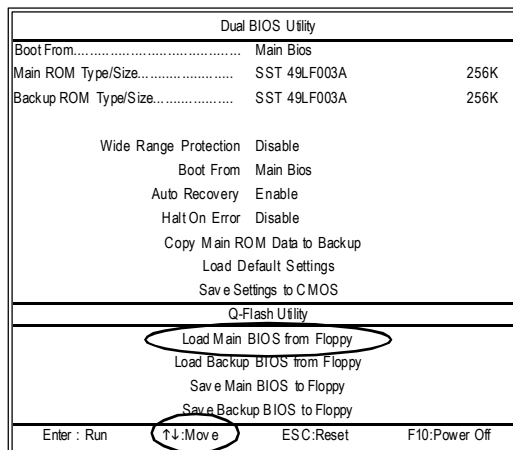 Dual BIOS Utility
Boot From...................................... Main Bios
Main ROM Type/Size...................... SST 49LF003A 256K
Backup ROM Type/Size.................. SST 49LF003A 256K
Wide Range Protection Disable
Boot From Main Bios
Auto Recovery Enable
Halt On Error Disable
Copy Main ROM Data to Backup
Load Default Settings
Save Settings to CMOS
Q-Flash Utility
Load Main BIOS from Floppy
Load Backup BIOS from Floppy
Save Main BIOS to Floppy
Save Backup BIOS to Floppy
Enter : Run ↑↓:Move ESC:Reset F10:Power Off